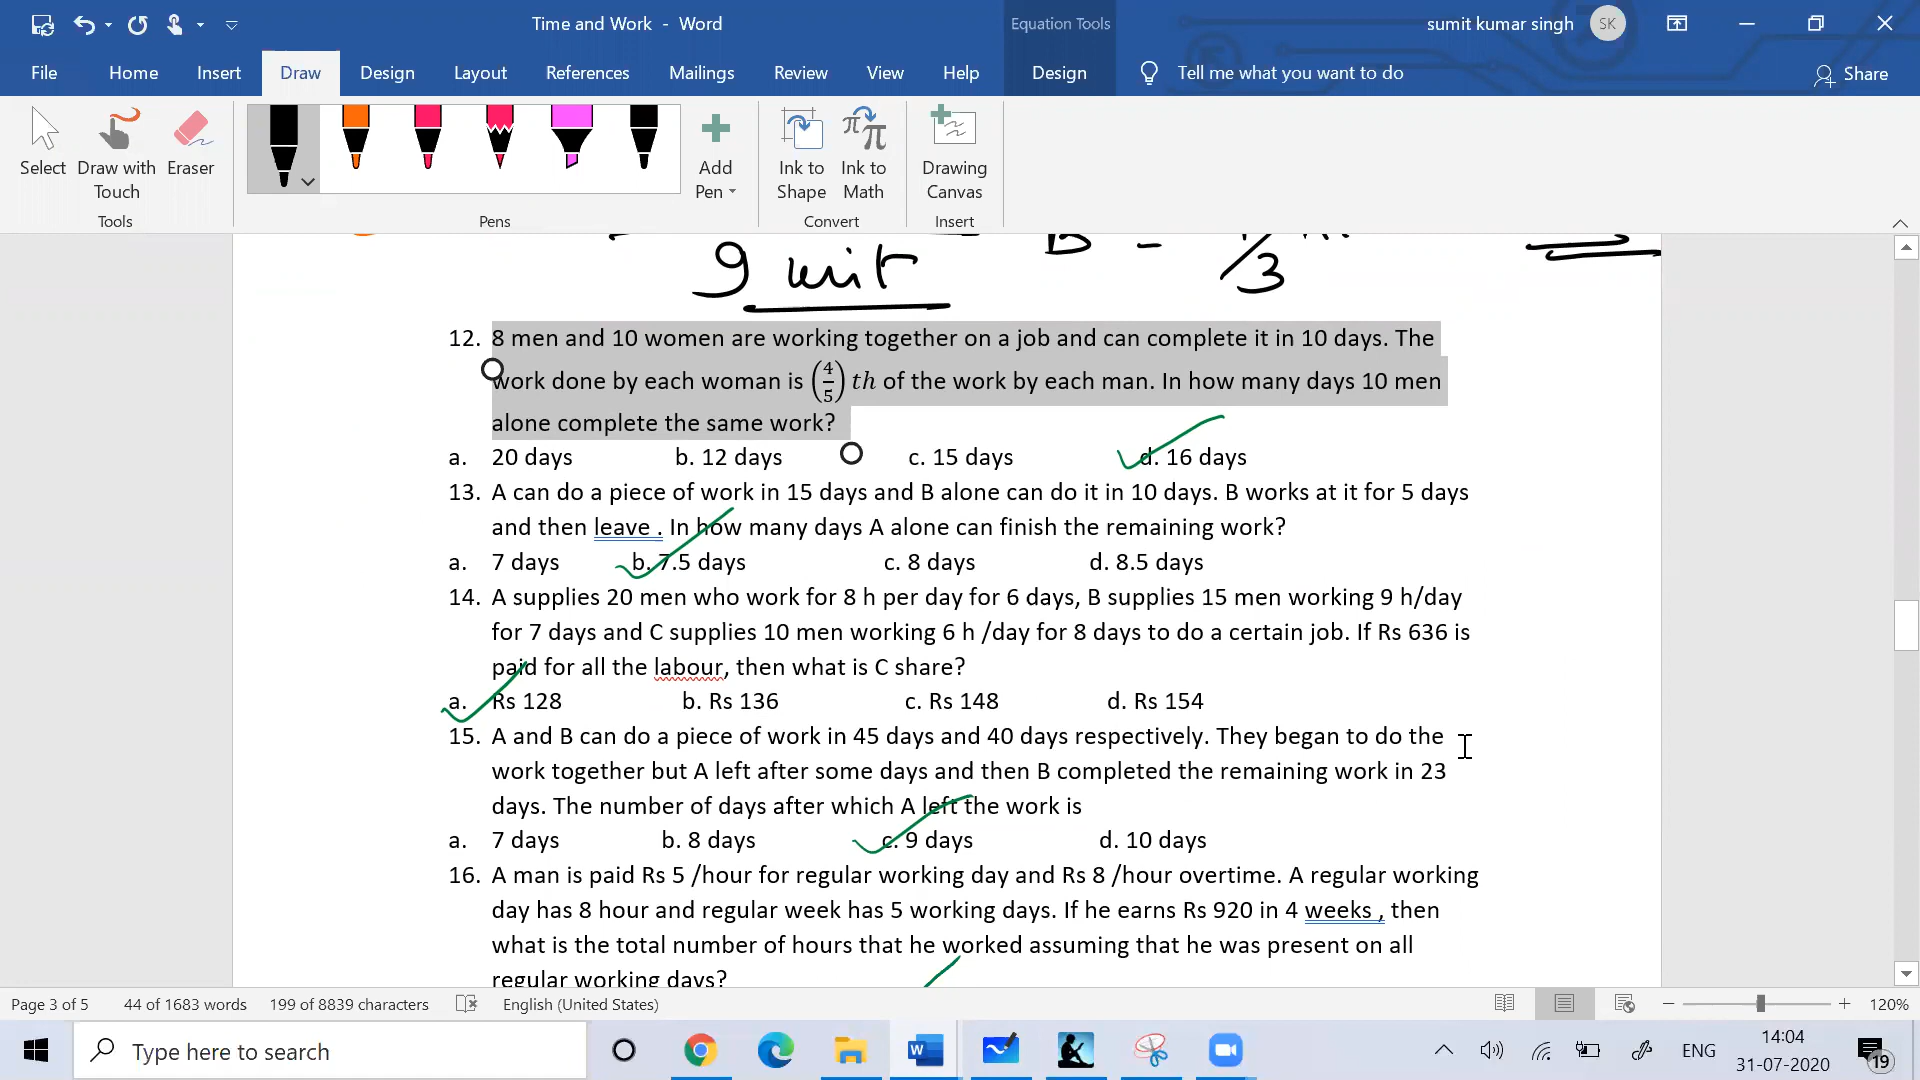 Time and Work - Word
Equation Tools
sumit kumar singh
SK
File Home Insert Draw Design Layout References Mailings Review View Help Design Tell me what you want to do Share
Select Draw with Touch Eraser
Add Pen
Ink to Shape Ink to Math
Drawing Canvas
Tools Pens Convert Insert
9 unit
B -
/3
12. 8 men and 10 women are working together on a job and can complete it in 10 days. The
work done by each woman is (4/5) th of the work by each man. In how many days 10 men
alone complete the same work?
a. 20 days b. 12 days c. 15 days d. 16 days
13. A can do a piece of work in 15 days and B alone can do it in 10 days. B works at it for 5 days
and then leave . In how many days A alone can finish the remaining work?
a. 7 days b. 7.5 days c. 8 days d. 8.5 days
14. A supplies 20 men who work for 8 h per day for 6 days, B supplies 15 men working 9 h/day
for 7 days and C supplies 10 men working 6 h /day for 8 days to do a certain job. If Rs 636 is
paid for all the labour, then what is C share?
a. Rs 128 b. Rs 136 c. Rs 148 d. Rs 154
15. A and B can do a piece of work in 45 days and 40 days respectively. They began to do the
work together but A left after some days and then B completed the remaining work in 23
days. The number of days after which A left the work is
a. 7 days b. 8 days c. 9 days d. 10 days
16. A man is paid Rs 5 /hour for regular working day and Rs 8 /hour overtime. A regular working
day has 8 hour and regular week has 5 working days. If he earns Rs 920 in 4 weeks , then
what is the total number of hours that he worked assuming that he was present on all
regular working days?
Page 3 of 5 44 of 1683 words 199 of 8839 characters English (United States) 120%
Type here to search
ENG
14:04
31-07-2020
19